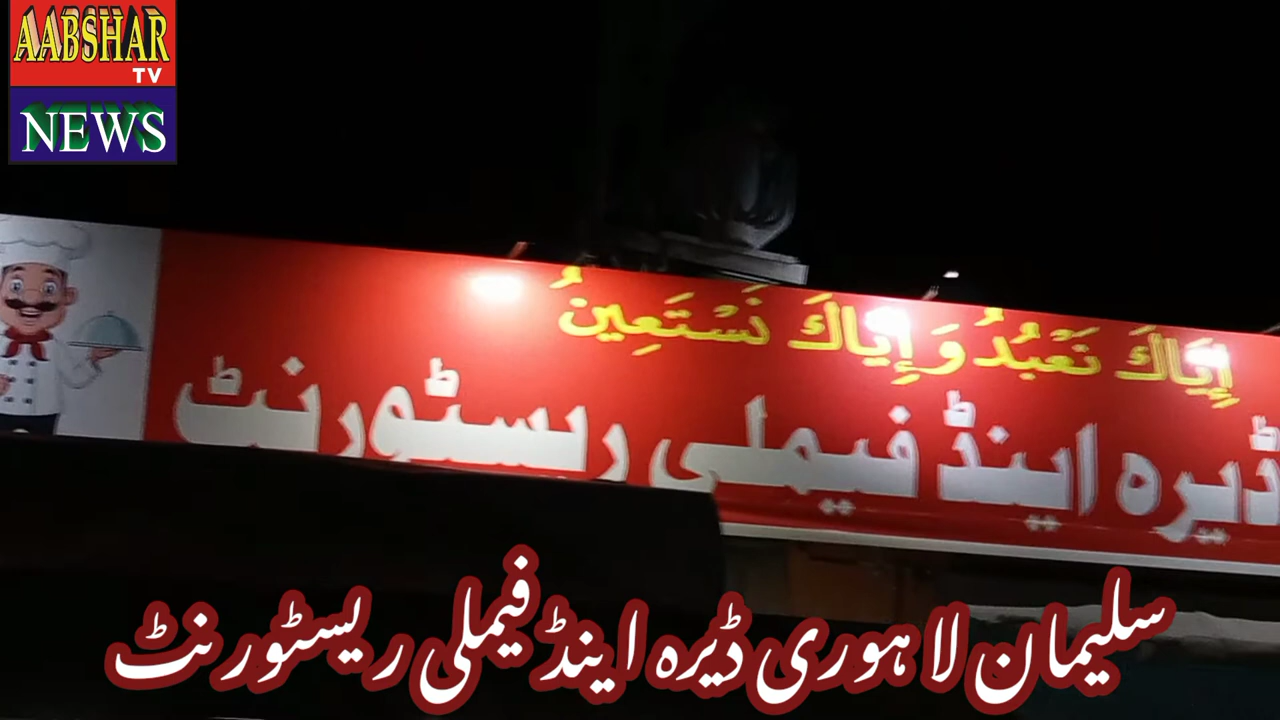 AABSHAR
TV
NEWS
إِيَّاكَ نَعْبُدُ وَ إِيَّاكَ نَسْتَعِينُ
ڈیرہ اینڈ فیملی ریسٹورنٹ
سلیمان لاہوری ڈیرہ اینڈ فیملی ریسٹورنٹ